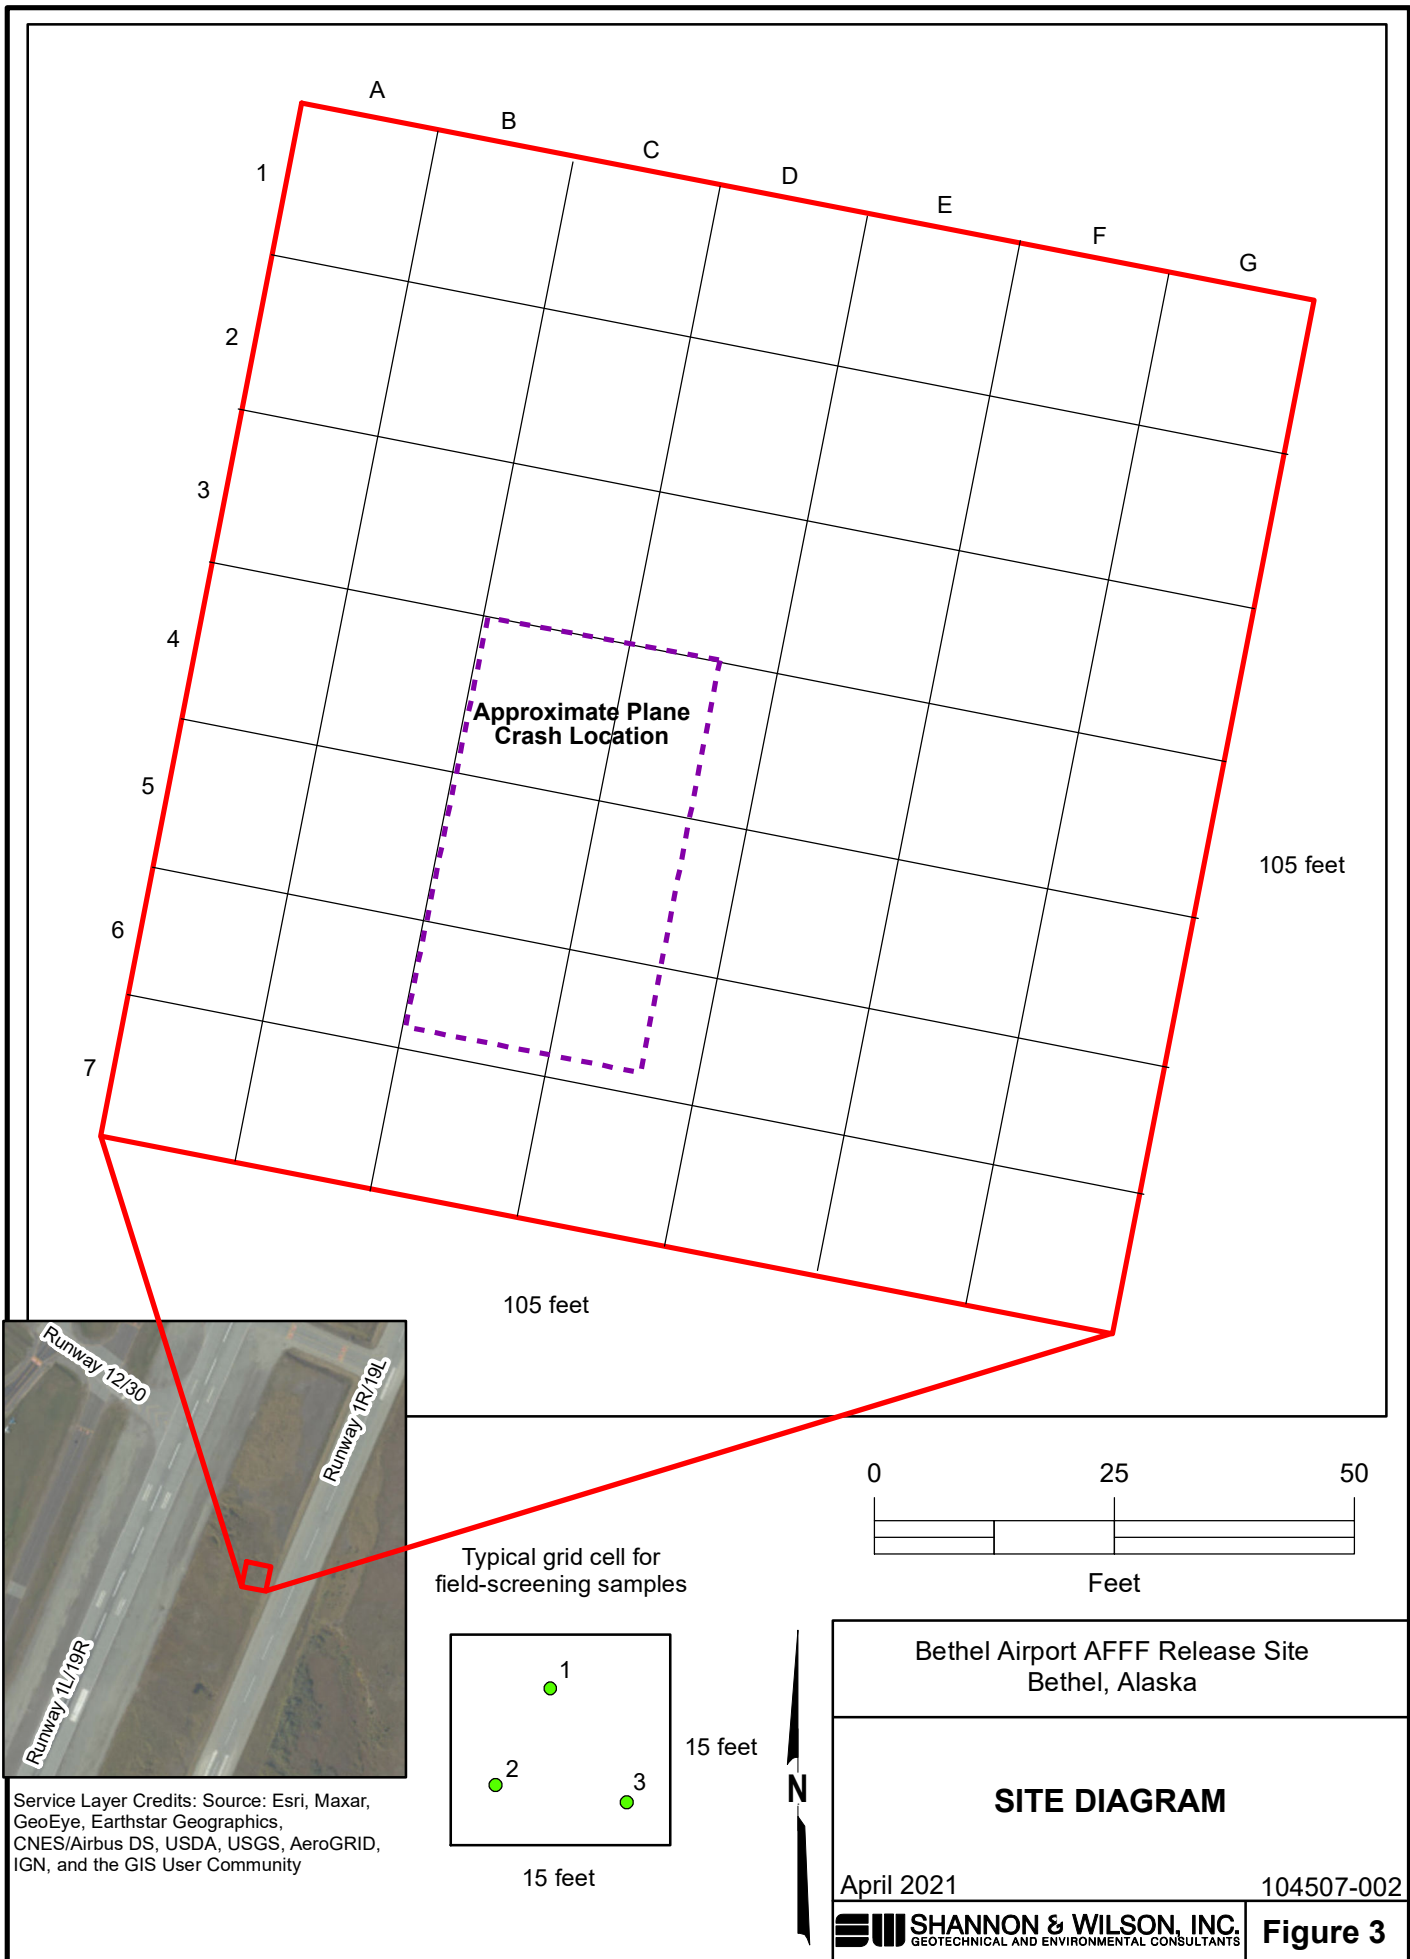 A
B
C
D
E
F
G
1
2
3
4
5
6
7
Approximate Plane
Crash Location
105 feet
105 feet
Runway 12/30
Runway 1R/19L
Runway 1L/19R
0 25 50
Feet
Typical grid cell for
field-screening samples
1
2
3
15 feet
15 feet
N
Service Layer Credits: Source: Esri, Maxar,
GeoEye, Earthstar Geographics,
CNES/Airbus DS, USDA, USGS, AeroGRID,
IGN, and the GIS User Community
Bethel Airport AFFF Release Site
Bethel, Alaska
SITE DIAGRAM
April 2021 104507-002
SHANNON & WILSON, INC.
GEOTECHNICAL AND ENVIRONMENTAL CONSULTANTS
Figure 3